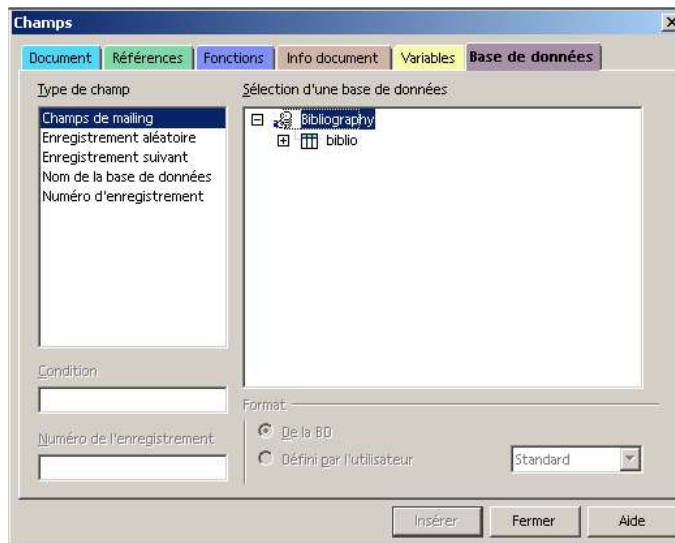 Champs
Document Références Fonctions Info document Variables Base de données
Type de champ
Champs de mailing
Enregistrement aléatoire
Enregistrement suivant
Nom de la base de données
Numéro d'enregistrement
Condition
Numéro de l'enregistrement
Sélection d'une base de données
Bibliography
biblio
Format
De la BD
Défini par l'utilisateur Standard
Insérer Fermer Aide